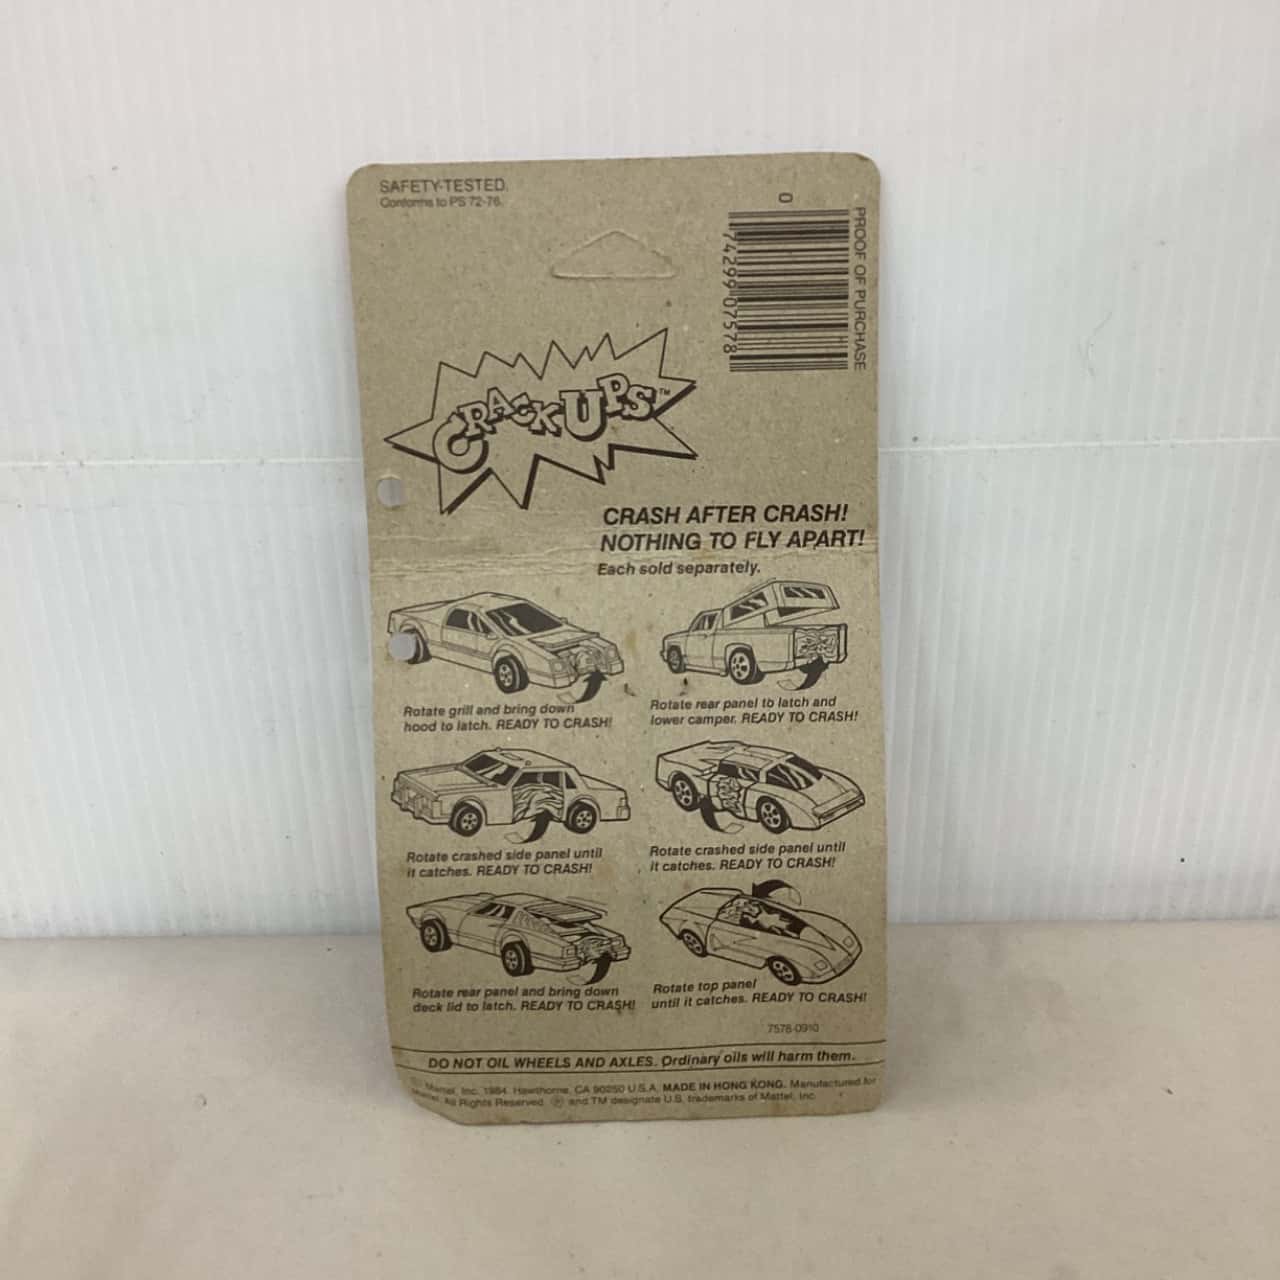 SAFETY-TESTED.
Conforms to PS 72-76.
0
74299 07578
PROOF OF PURCHASE
CRACK-UPS™
CRASH AFTER CRASH!
NOTHING TO FLY APART!
Each sold separately.
Rotate grill and bring down
hood to latch. READY TO CRASH!
Rotate rear panel to latch and
lower camper. READY TO CRASH!
Rotate crashed side panel until
it catches. READY TO CRASH!
Rotate crashed side panel until
it catches. READY TO CRASH!
Rotate rear panel and bring down
deck lid to latch. READY TO CRASH!
Rotate top panel
until it catches. READY TO CRASH!
7578-0910
DO NOT OIL WHEELS AND AXLES. Ordinary oils will harm them.
© Mattel, Inc. 1984. Hawthorne, CA 90250 U.S.A. MADE IN HONG KONG. Manufactured for
Mattel. All Rights Reserved. ® and TM designate U.S. trademarks of Mattel, Inc.